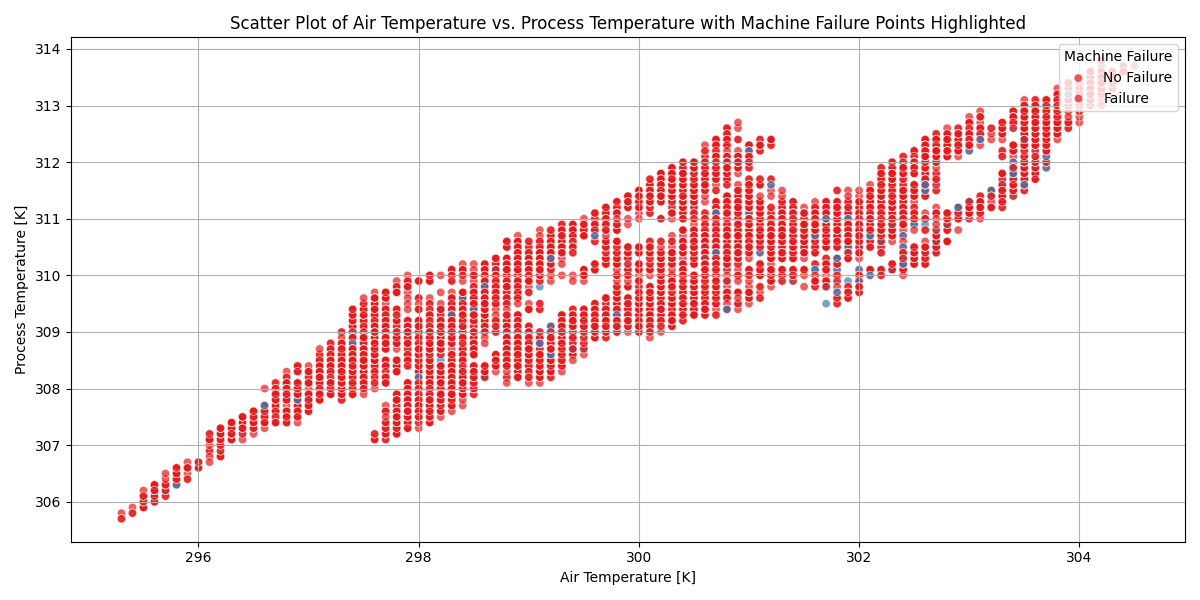 Scatter Plot of Air Temperature vs. Process Temperature with Machine Failure Points Highlighted
Machine Failure
No Failure
Failure
Process Temperature [K]
314
313
312
311
310
309
308
307
306
296
298
300
302
304
Air Temperature [K]